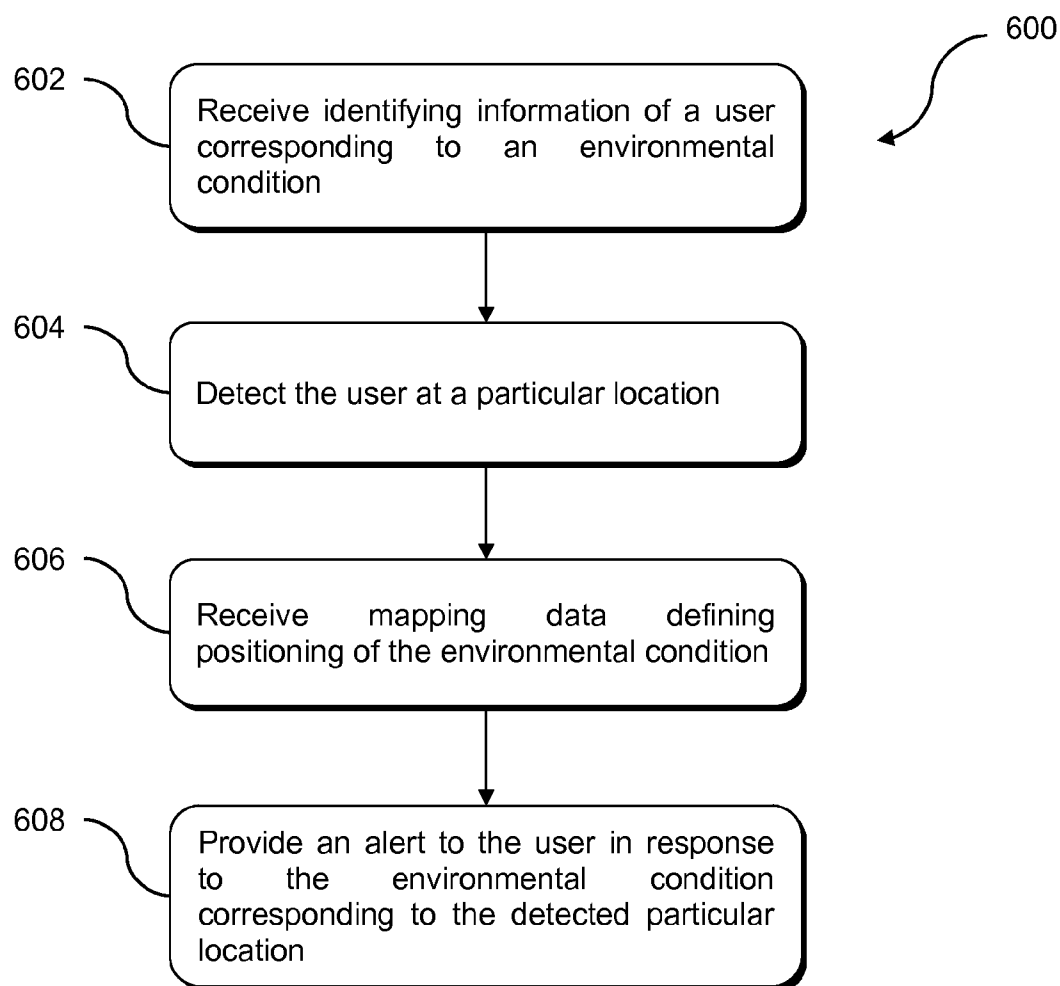 600
602
Receive identifying information of a user
corresponding to an environmental
condition
604
Detect the user at a particular location
606
Receive mapping data defining
positioning of the environmental condition
608
Provide an alert to the user in response
to the environmental condition
corresponding to the detected particular
location